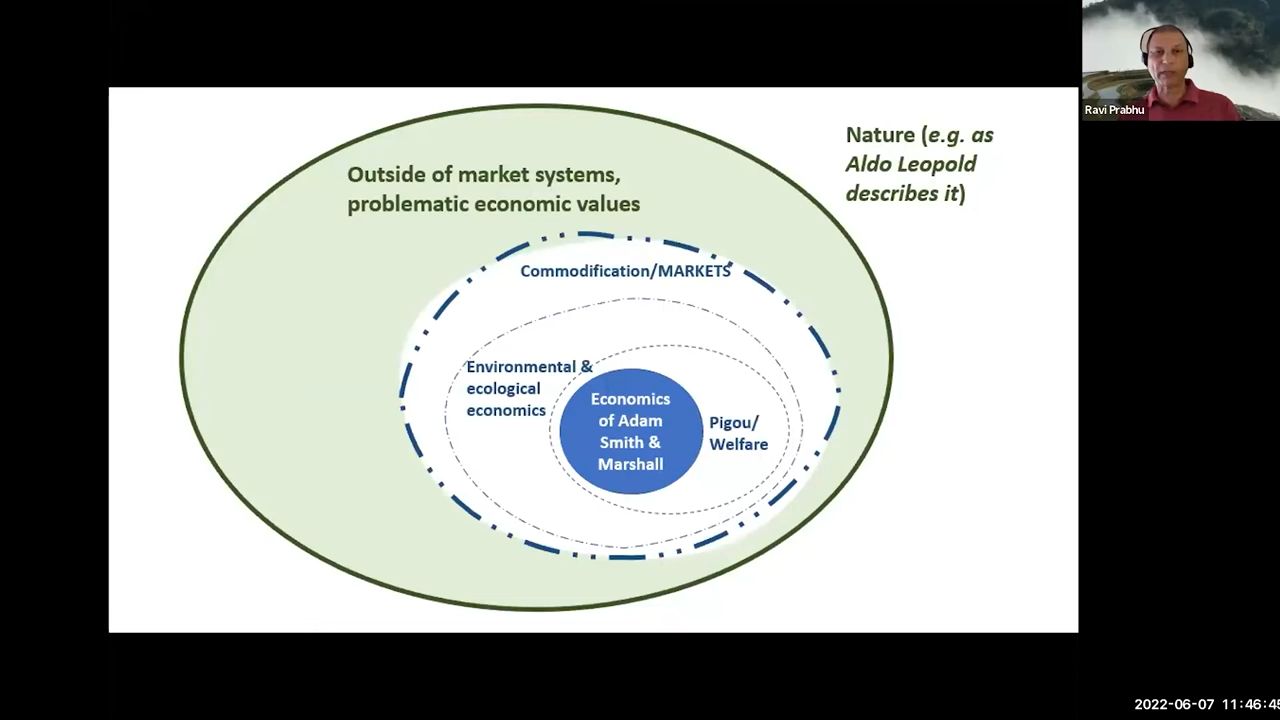 Ravi Prabhu
Nature (e.g. as
Aldo Leopold
describes it)
Outside of market systems,
problematic economic values
Commodification/MARKETS
Environmental &
ecological
economics
Economics
of Adam
Smith &
Marshall
Pigou/
Welfare
2022-06-07 11:46:45